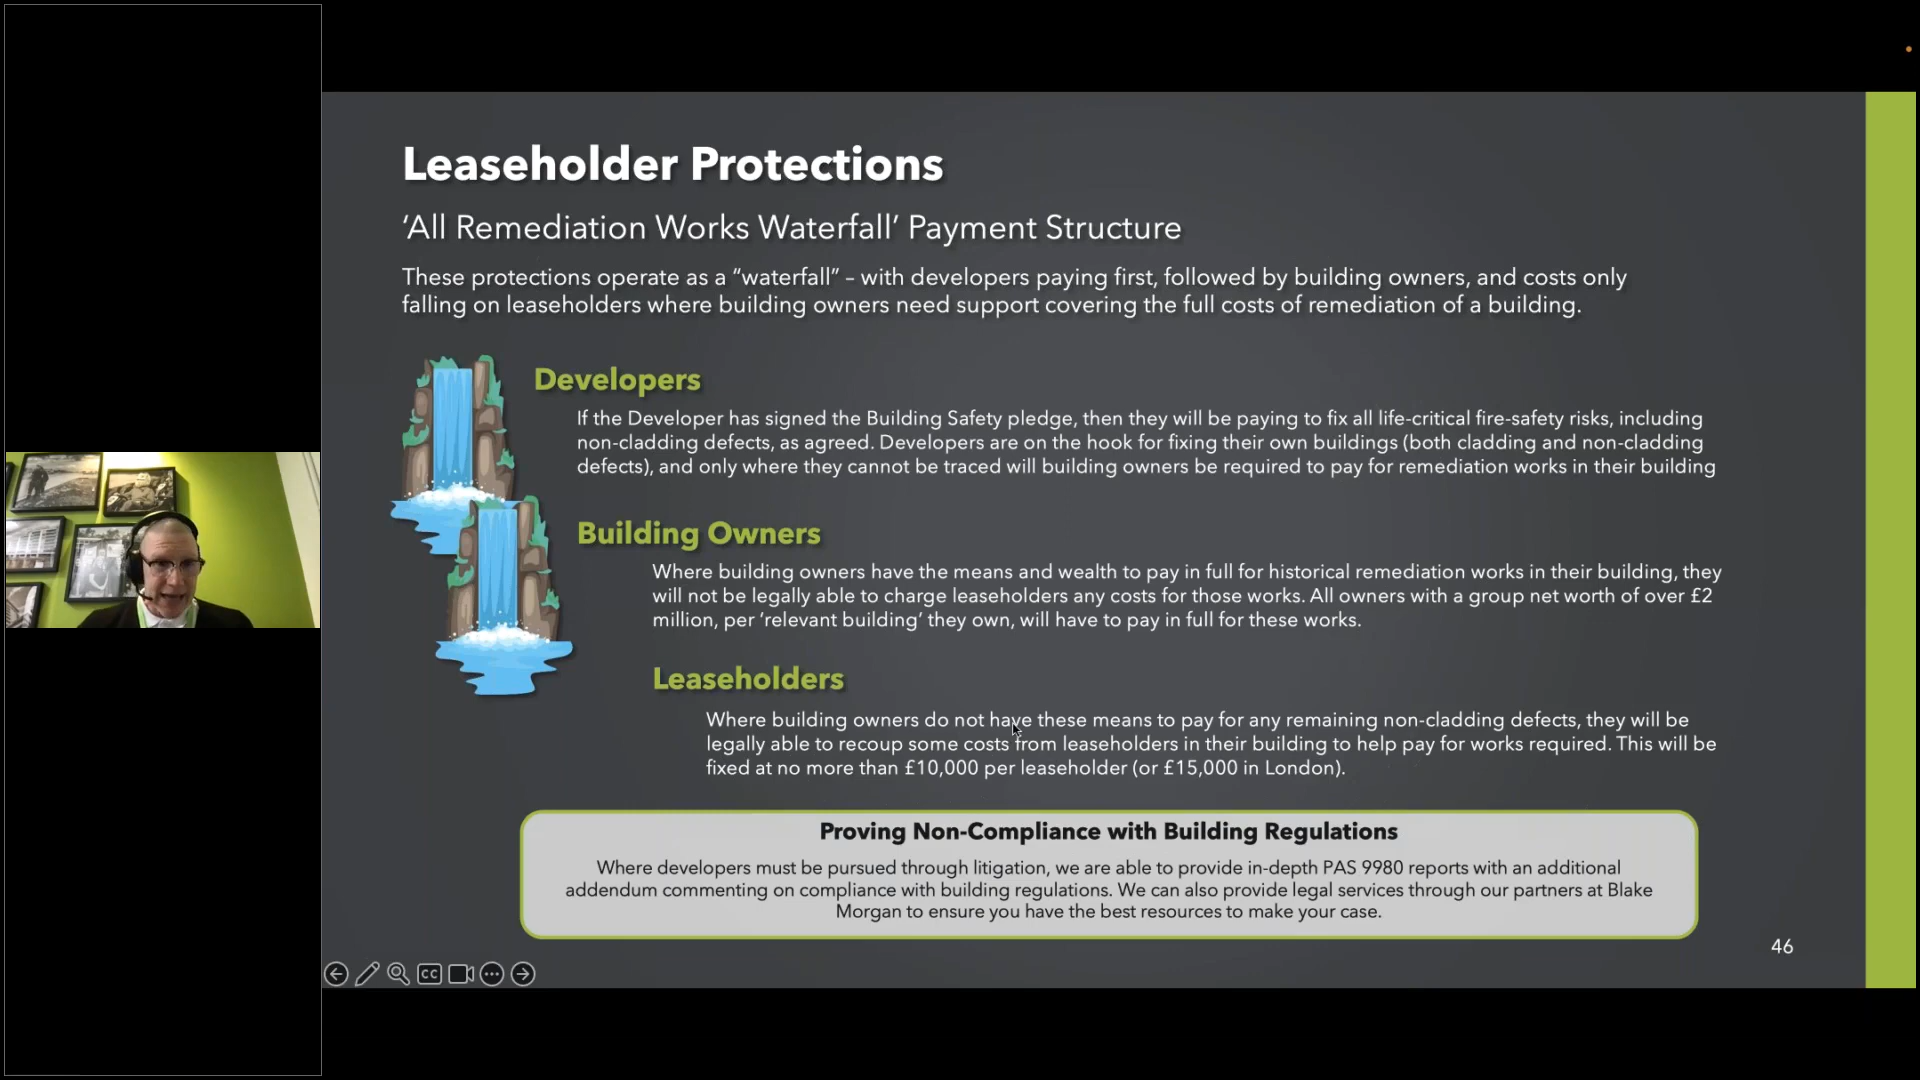 Leaseholder Protections
‘All Remediation Works Waterfall’ Payment Structure
These protections operate as a “waterfall” – with developers paying first, followed by building owners, and costs only
falling on leaseholders where building owners need support covering the full costs of remediation of a building.
Developers
If the Developer has signed the Building Safety pledge, then they will be paying to fix all life-critical fire-safety risks, including
non-cladding defects, as agreed. Developers are on the hook for fixing their own buildings (both cladding and non-cladding
defects), and only where they cannot be traced will building owners be required to pay for remediation works in their building
Building Owners
Where building owners have the means and wealth to pay in full for historical remediation works in their building, they
will not be legally able to charge leaseholders any costs for those works. All owners with a group net worth of over £2
million, per ‘relevant building’ they own, will have to pay in full for these works.
Leaseholders
Where building owners do not have these means to pay for any remaining non-cladding defects, they will be
legally able to recoup some costs from leaseholders in their building to help pay for works required. This will be
fixed at no more than £10,000 per leaseholder (or £15,000 in London).
Proving Non-Compliance with Building Regulations
Where developers must be pursued through litigation, we are able to provide in-depth PAS 9980 reports with an additional
addendum commenting on compliance with building regulations. We can also provide legal services through our partners at Blake
Morgan to ensure you have the best resources to make your case.
46
CC